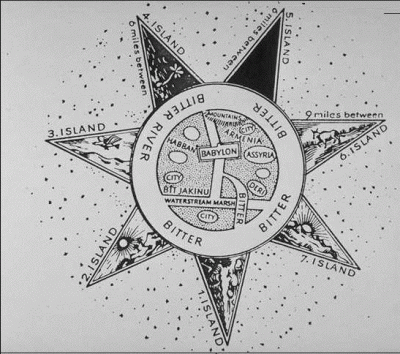 4. ISLAND
6 miles between
6 miles between
5. ISLAND
3. ISLAND
9 miles between
6. ISLAND
BITTER RIVER
BITTER
MOUNTAIN
CITY
ARMENIA
HABBAN
BABYLON
ASSYRIA
CITY
DERI
BIT JAKINU
WATERSTREAM MARSH
BITTER
CITY
BITTER
BITTER
2. ISLAND
7. ISLAND
1. ISLAND